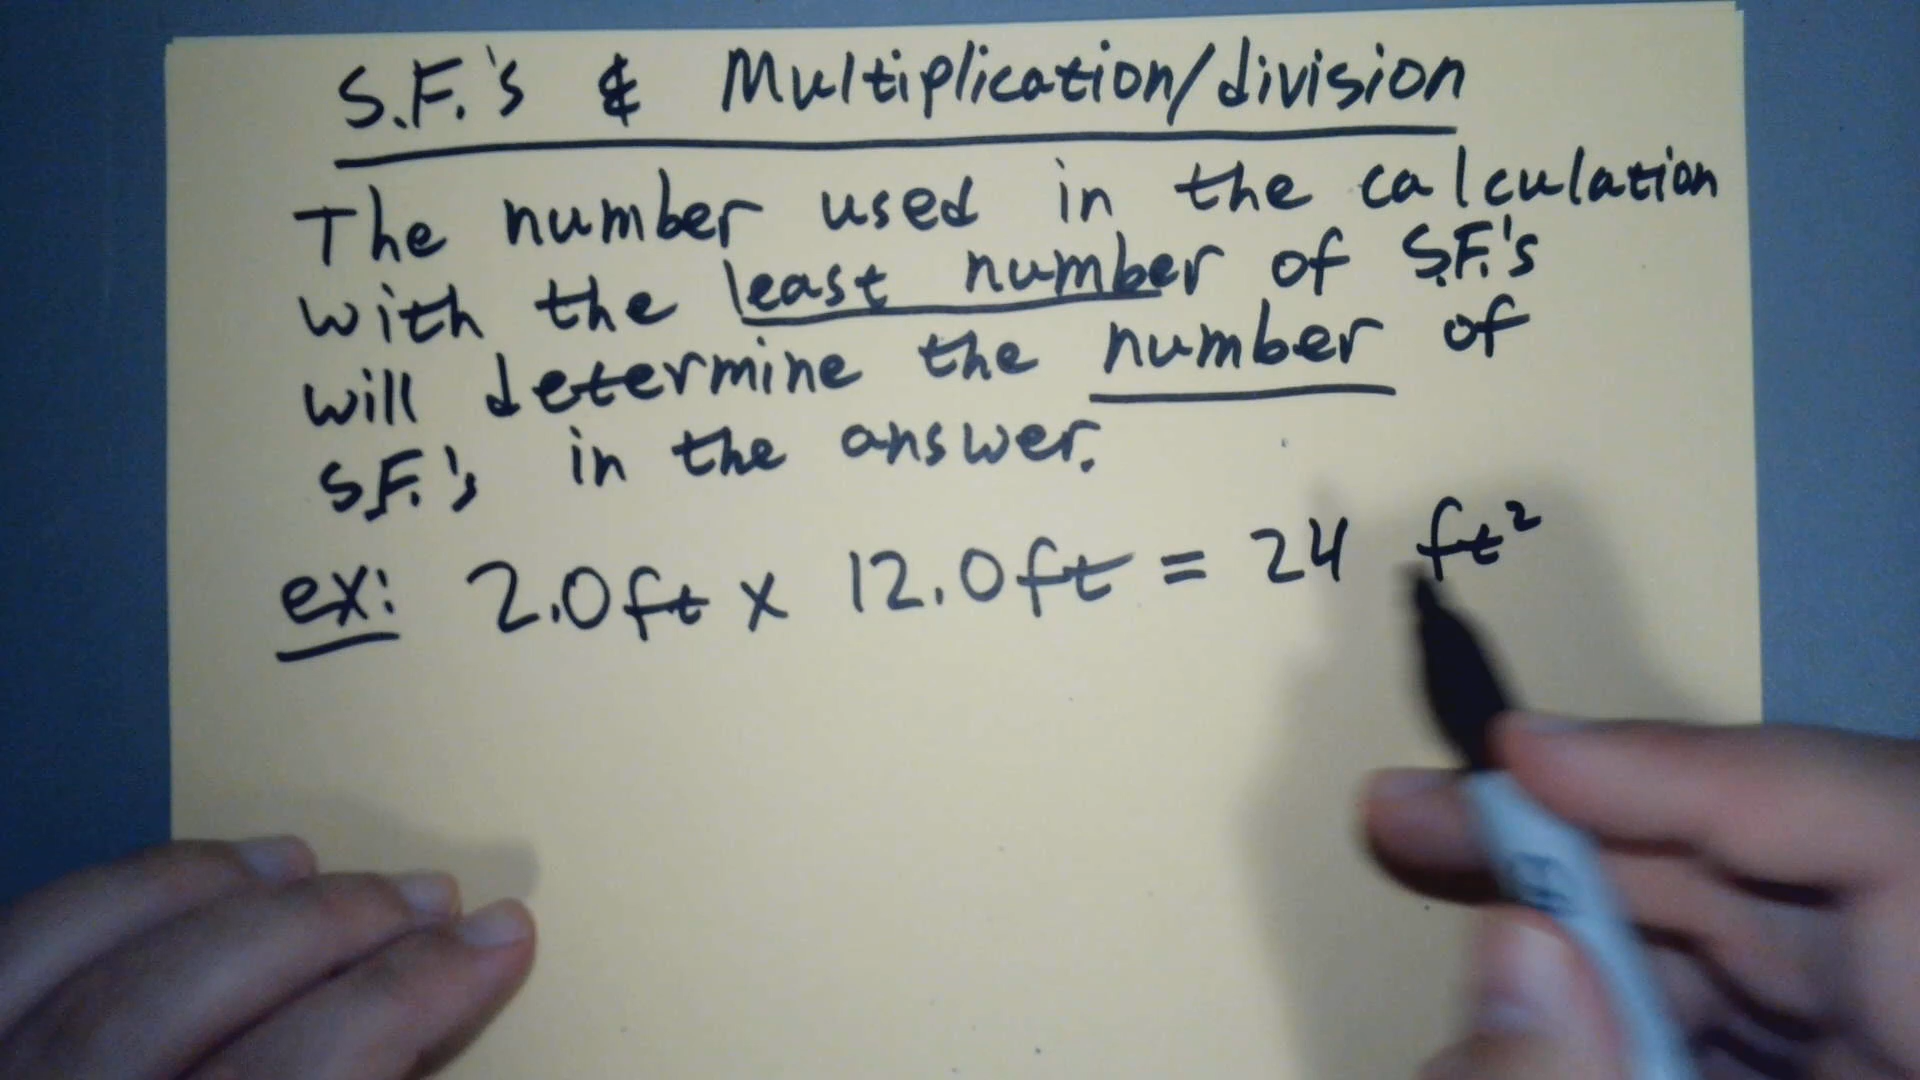 S.F.'s & Multiplication/division
The number used in the calculation
with the least number of S.F.'s
will determine the number of
S.F.'s in the answer.
ex: 2.0ft x 12.0ft = 24 ft²